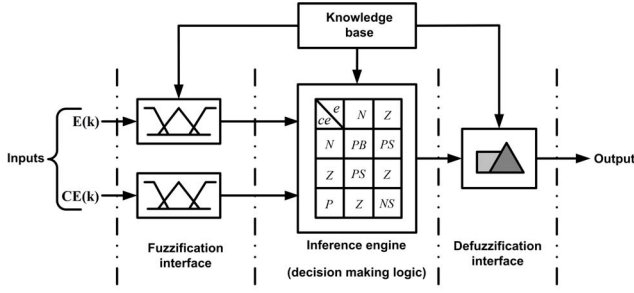 Knowledge
base
Inputs
E(k)
CE(k)
e
ce
N Z
N PB PS
Z PS Z
P Z NS
Output
Fuzzification
interface
Inference engine
(decision making logic)
Defuzzification
interface